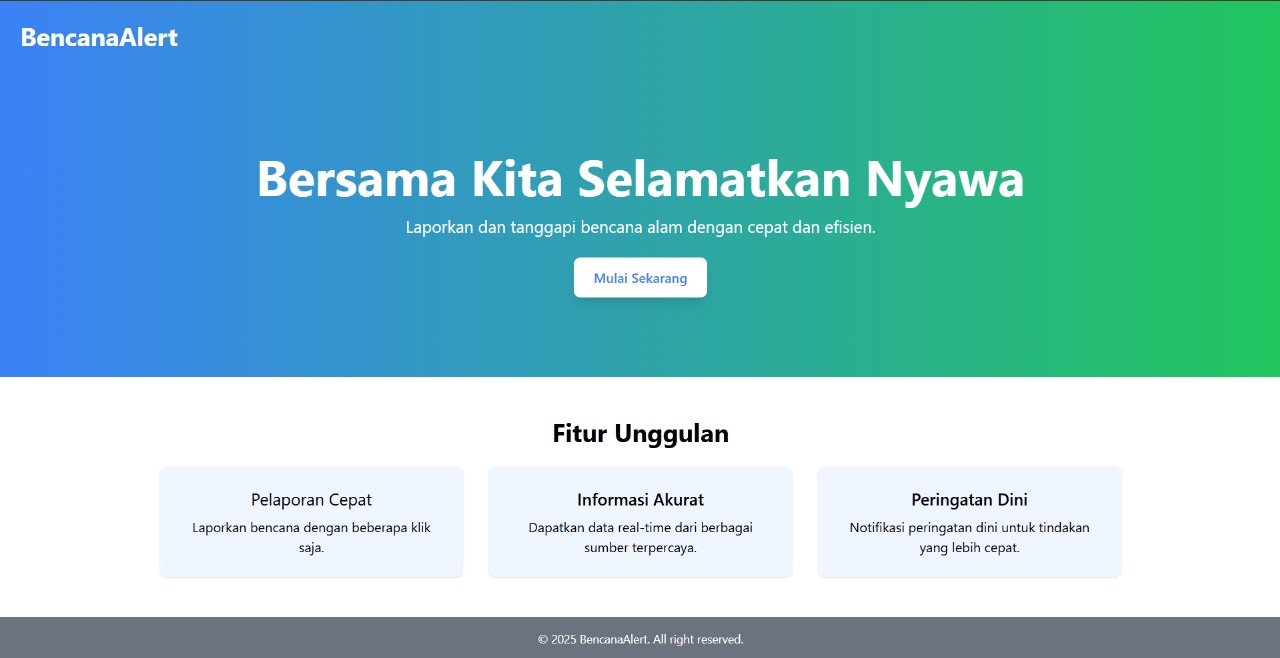 BencanaAlert
Bersama Kita Selamatkan Nyawa
Laporkan dan tanggapi bencana alam dengan cepat dan efisien.
Mulai Sekarang
Fitur Unggulan
Pelaporan Cepat
Laporkan bencana dengan beberapa klik
saja.
Informasi Akurat
Dapatkan data real-time dari berbagai
sumber terpercaya.
Peringatan Dini
Notifikasi peringatan dini untuk tindakan
yang lebih cepat.
© 2025 BencanaAlert. All right reserved.